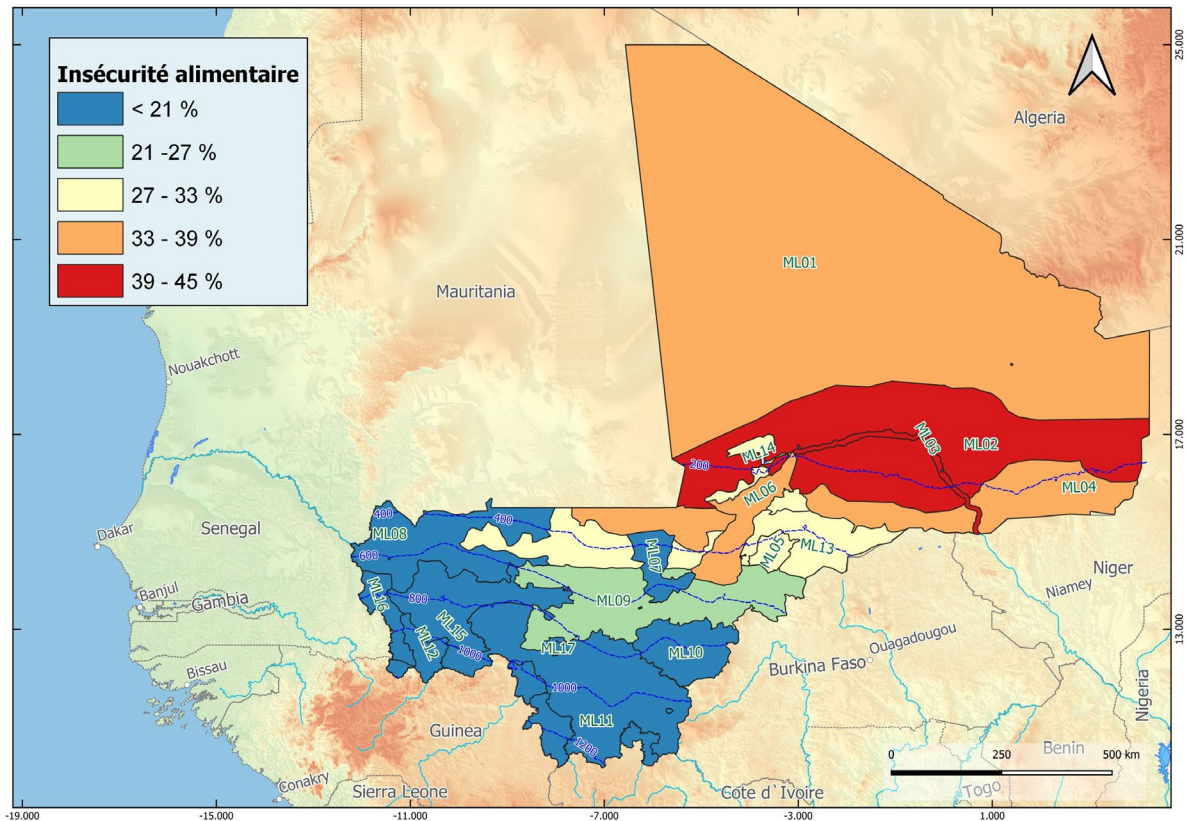 Insécurité alimentaire
< 21 %
21 -27 %
27 - 33 %
33 - 39 %
39 - 45 %
25.000
Algeria
21.000
ML01
Mauritania
Nouakchott
17.000
ML03
ML02
ML14
200
ML04
ML06
400
400
ML08
Senegal
Dakar
600
ML07
ML05
ML13
Niger
Niamey
Banjul
Gambia
ML16
800
ML09
ML15
ML12
13.000
1000
ML17
ML10
Ouagadougou
Burkina Faso
Bissau
1000
Nigeria
ML11
Guinea
1200
Benin
0
250
500 km
Conakry
Sierra Leone
Cote d`Ivoire
Togo
-19.000
-15.000
-11.000
-7.000
-3.000
1.000